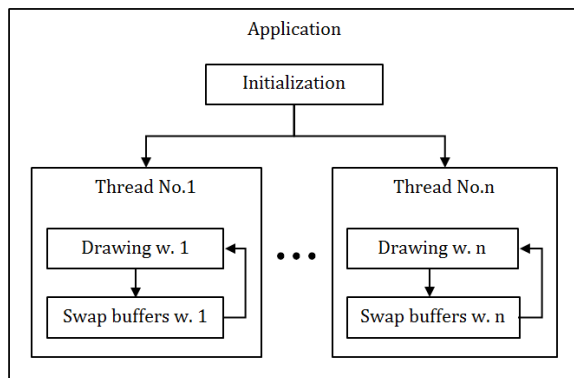 Application
Initialization
Thread No.1
Drawing w. 1
Swap buffers w. 1
Thread No.n
Drawing w. n
Swap buffers w. n